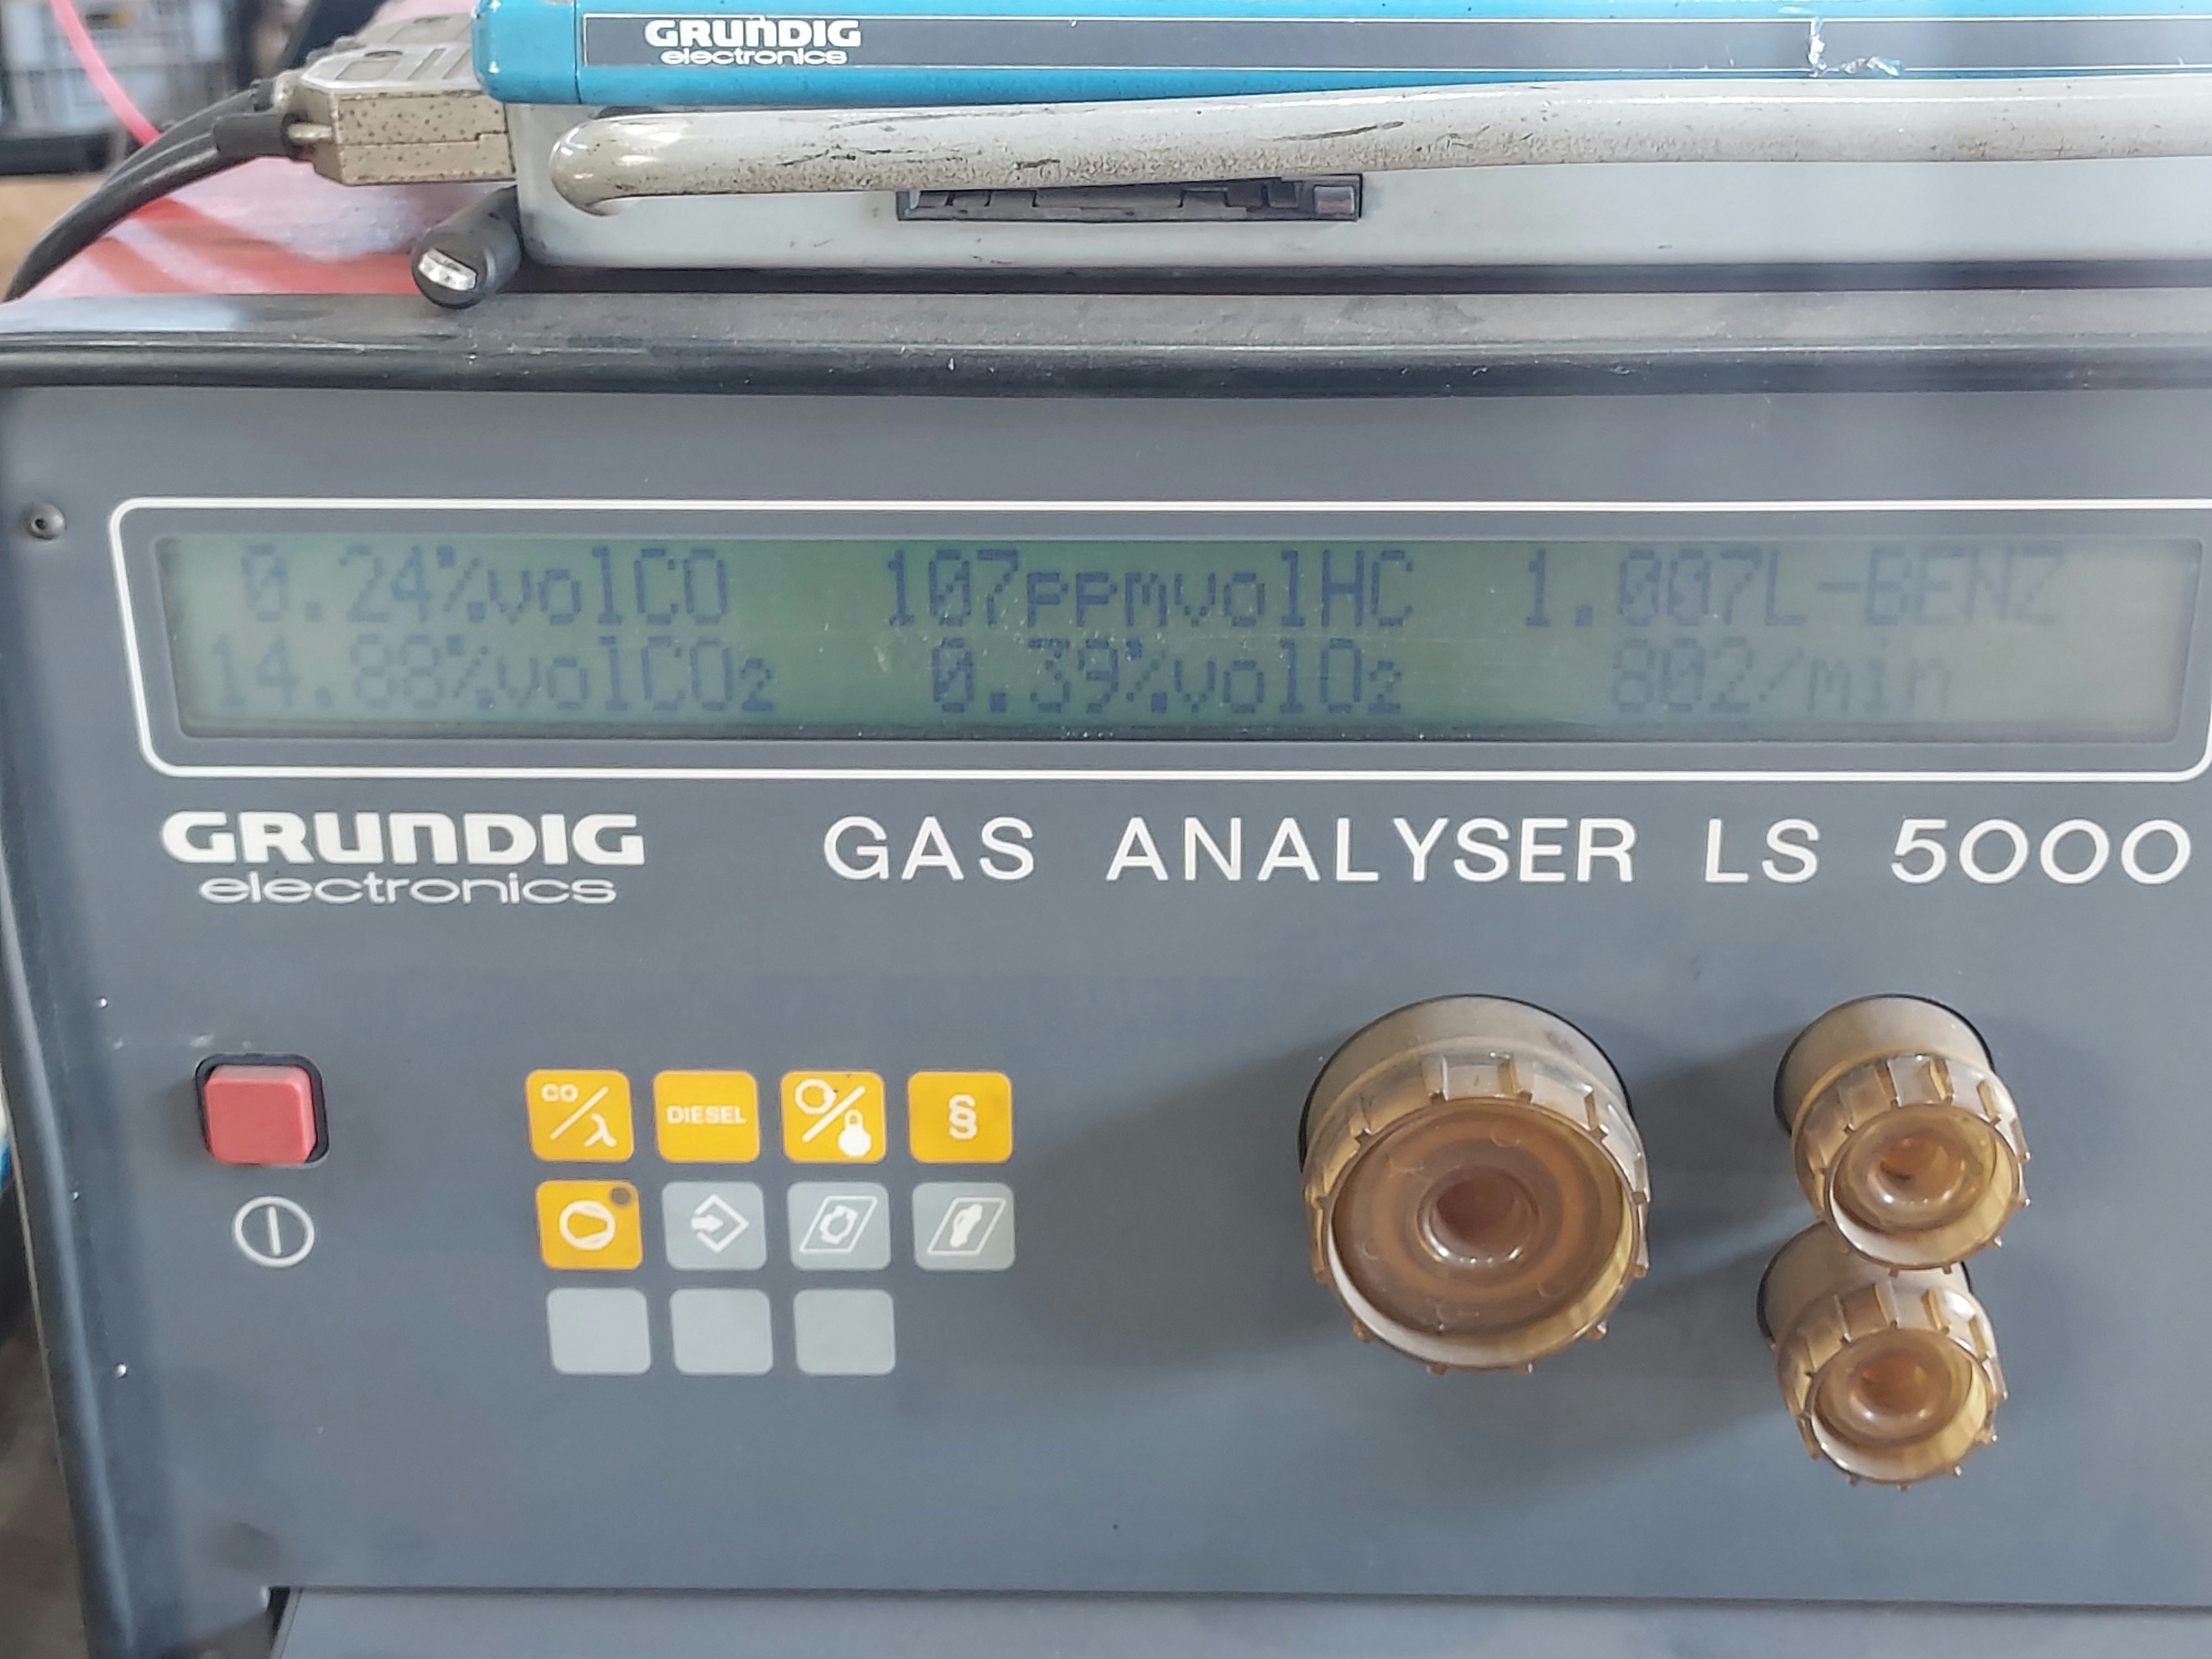 GRUNDIG
electronics
0.24%volCO 107ppmvolHC 1.007L-BENZ
14.88%volCO₂ 0.39%volO₂ 802/min
GRUNDIG
electronics
GAS ANALYSER LS 5000
CO/λ
DIESEL
§